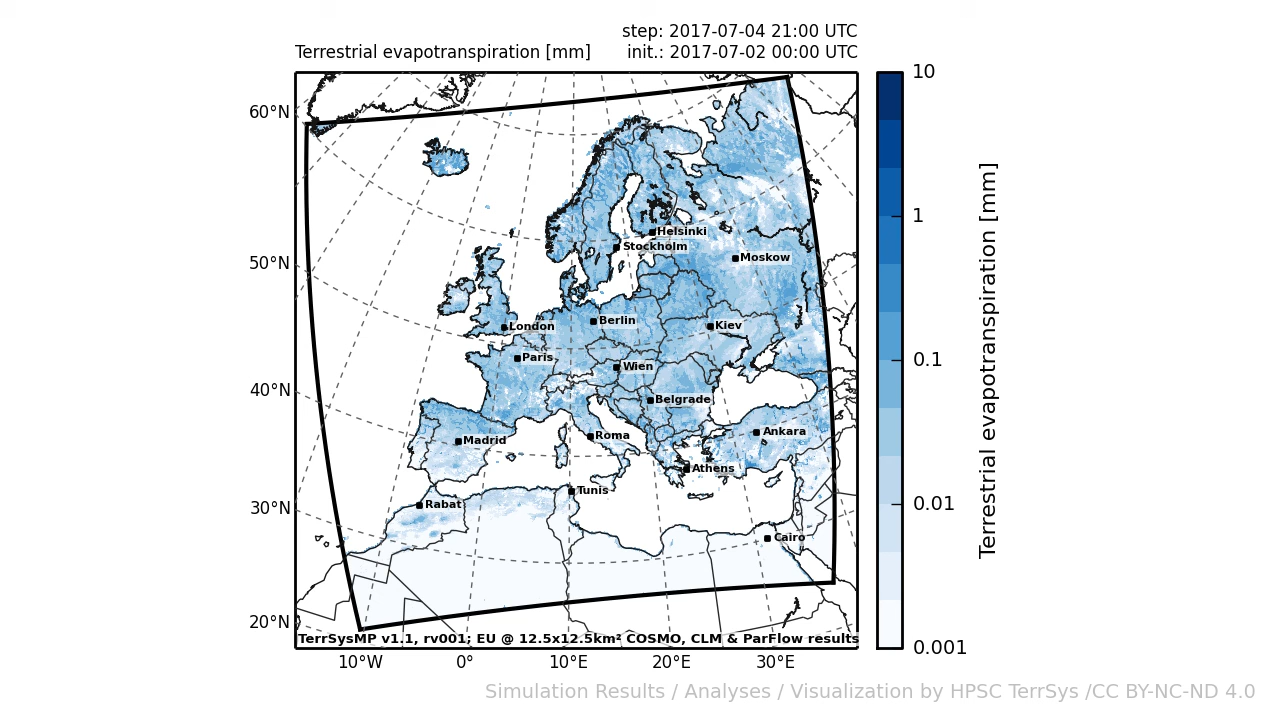 step: 2017-07-04 21:00 UTC
Terrestrial evapotranspiration [mm] init.: 2017-07-02 00:00 UTC
10
60°N
1
Helsinki
Stockholm
50°N
Moskow
London
Berlin
Kiev
Paris
0.1
Wien
40°N
Belgrade
Madrid
Roma
Ankara
Athens
Tunis
30°N
Rabat
0.01
Cairo
Terrestrial evapotranspiration [mm]
20°N
TerrSysMP v1.1, rv001; EU @ 12.5x12.5km² COSMO, CLM & ParFlow results
0.001
10°W 0° 10°E 20°E 30°E
Simulation Results / Analyses / Visualization by HPSC TerrSys /CC BY-NC-ND 4.0